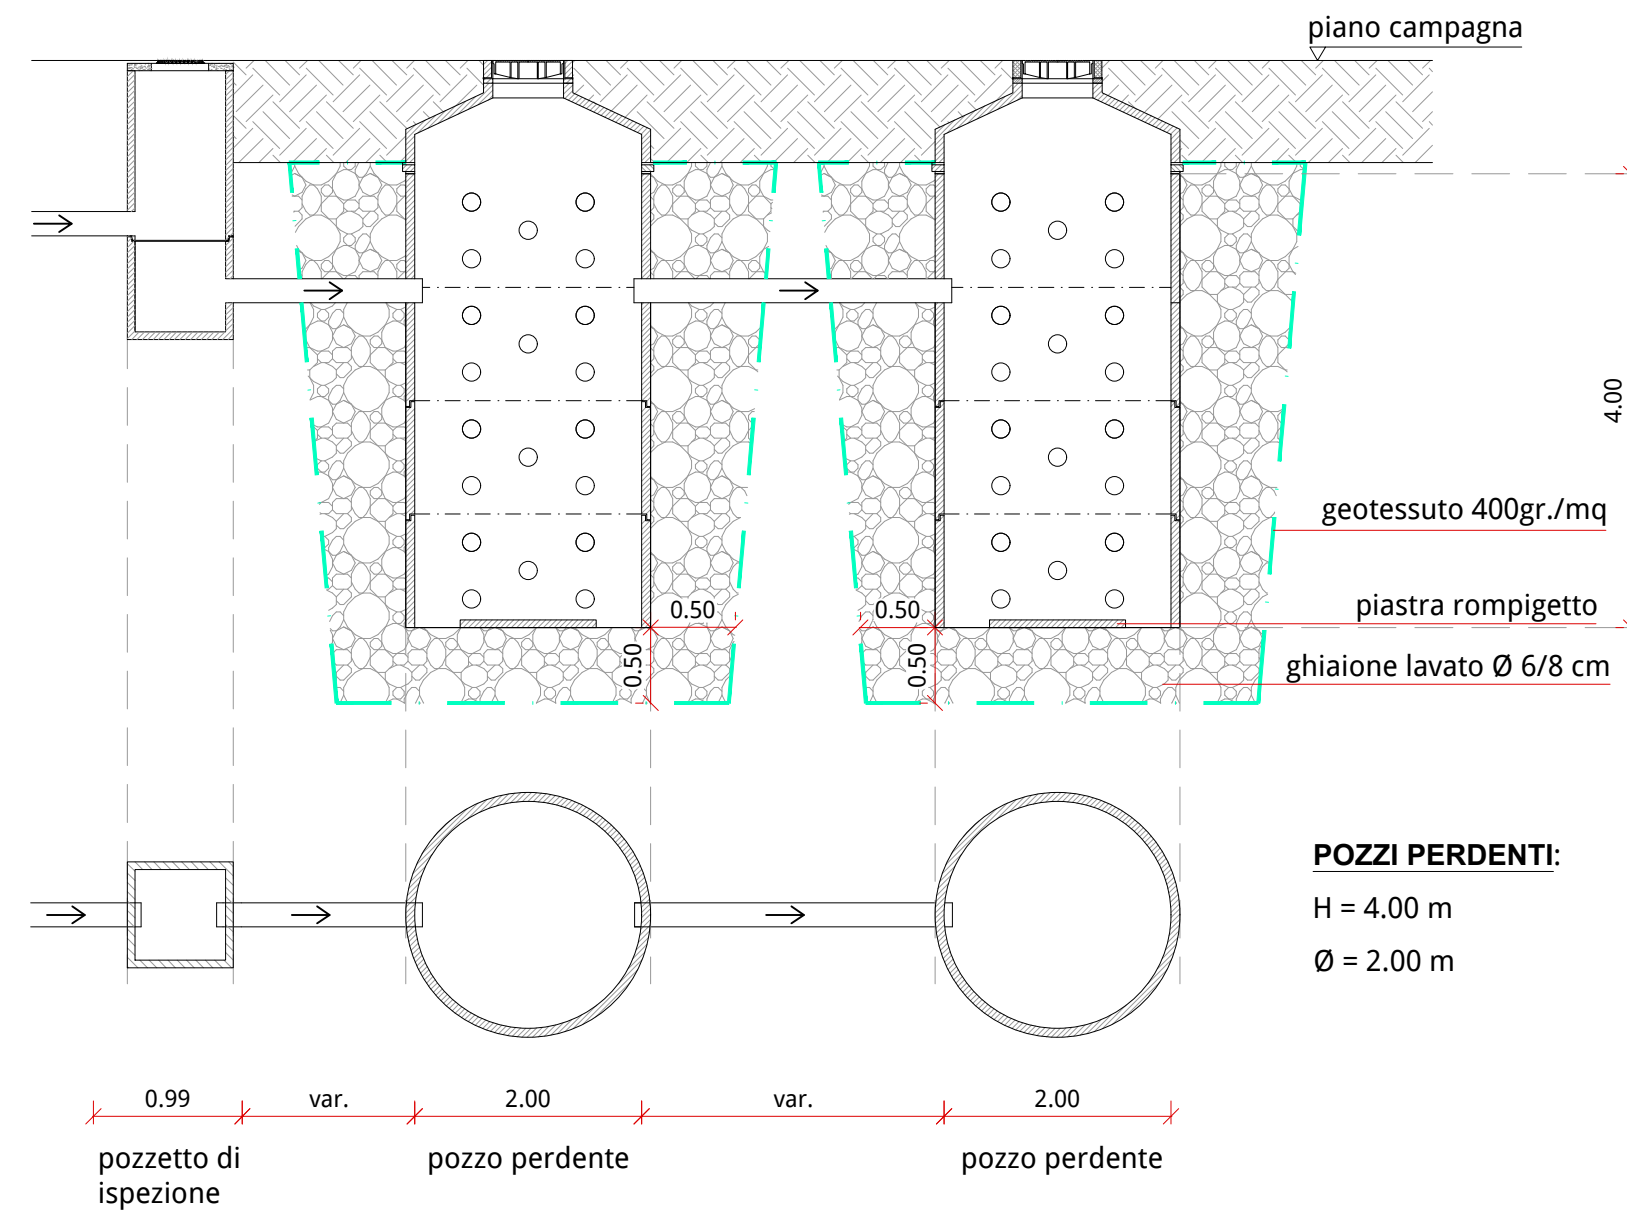 piano campagna
4.00
geotessuto 400gr./mq
0.50
0.50
piastra rompigetto
0.50
0.50
ghiaione lavato Ø 6/8 cm
POZZI PERDENTI:
H = 4.00 m
Ø = 2.00 m
0.99
var.
2.00
var.
2.00
pozzetto di
ispezione
pozzo perdente
pozzo perdente